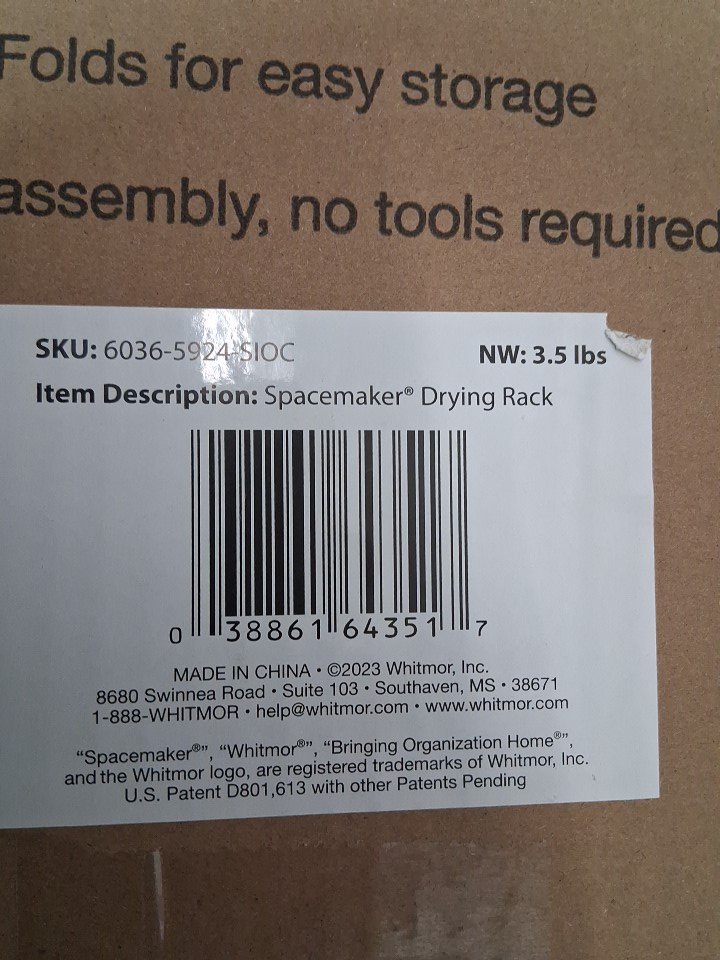 Folds for easy storage
assembly, no tools required
SKU: 6036-5924-SIOC
NW: 3.5 lbs
Item Description: Spacemaker® Drying Rack
0 38861 64351 7
MADE IN CHINA • ©2023 Whitmor, Inc.
8680 Swinnea Road • Suite 103 • Southaven, MS • 38671
1-888-WHITMOR • help@whitmor.com • www.whitmor.com
“Spacemaker®”, “Whitmor®”, “Bringing Organization Home®”,
and the Whitmor logo, are registered trademarks of Whitmor, Inc.
U.S. Patent D801,613 with other Patents Pending